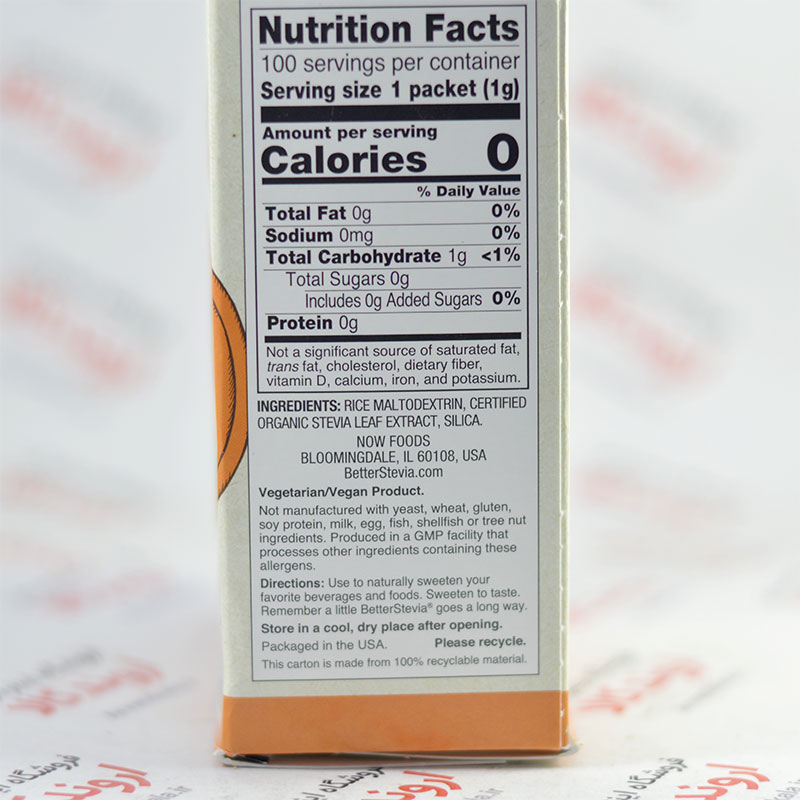 Nutrition Facts
100 servings per container
Serving size 1 packet (1g)
Amount per serving
Calories 0
% Daily Value
Total Fat 0g 0%
Sodium 0mg 0%
Total Carbohydrate 1g <1%
Total Sugars 0g
Includes 0g Added Sugars 0%
Protein 0g
Not a significant source of saturated fat,
trans fat, cholesterol, dietary fiber,
vitamin D, calcium, iron, and potassium.
INGREDIENTS: RICE MALTODEXTRIN, CERTIFIED
ORGANIC STEVIA LEAF EXTRACT, SILICA.
NOW FOODS
BLOOMINGDALE, IL 60108, USA
BetterStevia.com
Vegetarian/Vegan Product.
Not manufactured with yeast, wheat, gluten,
soy protein, milk, egg, fish, shellfish or tree nut
ingredients. Produced in a GMP facility that
processes other ingredients containing these
allergens.
Directions: Use to naturally sweeten your
favorite beverages and foods. Sweeten to taste.
Remember a little BetterStevia® goes a long way.
Store in a cool, dry place after opening.
Packaged in the USA. Please recycle.
This carton is made from 100% recyclable material.
اروند کالا
فروشگاه
اروند